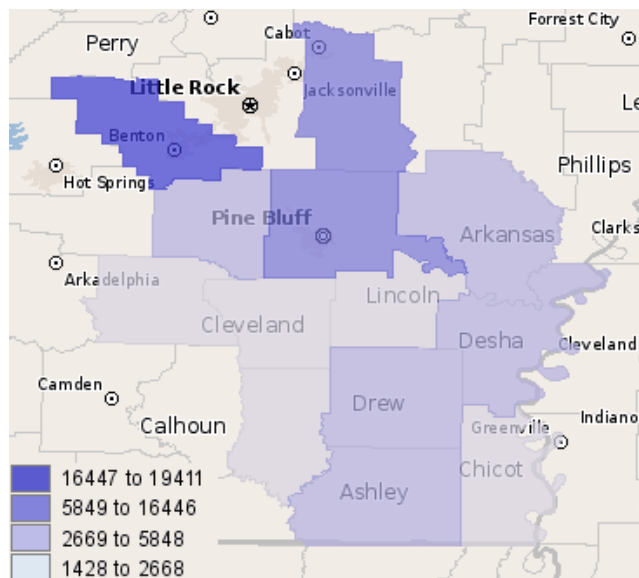 Forrest City
Perry
Cabot
Little Rock
Jacksonville
Le
Benton
Phillips
Hot Springs
Pine Bluff
Arkansas
Clarks
Arkadelphia
Lincoln
Cleveland
Desha
Cleveland
Camden
Drew
Calhoun
Greenville
Indiano
Chicot
Ashley
16447 to 19411
5849 to 16446
2669 to 5848
1428 to 2668